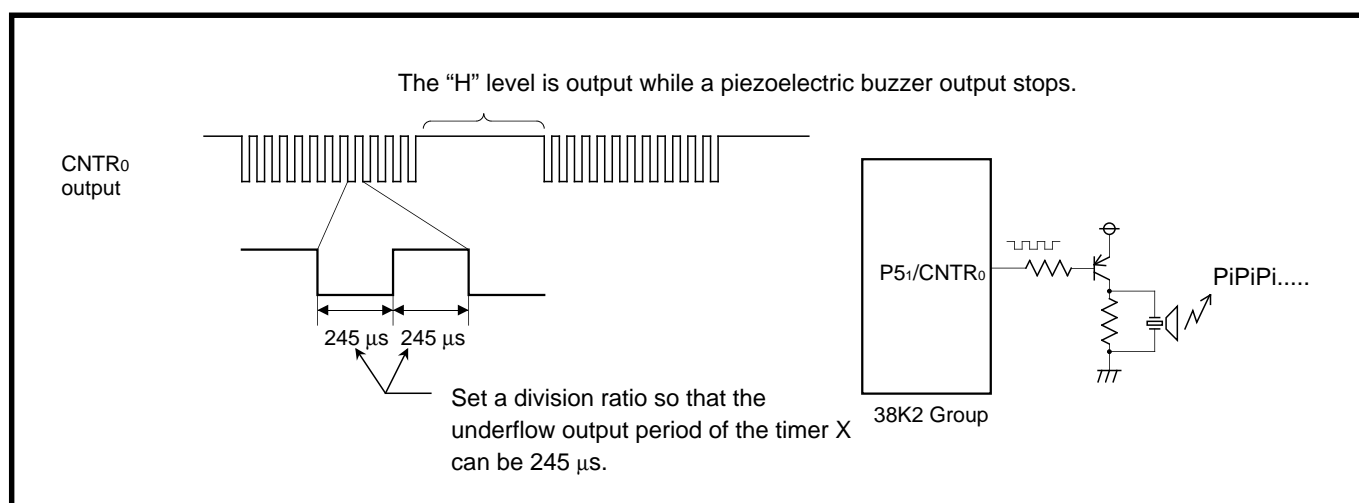 The “H” level is output while a piezoelectric buzzer output stops.
CNTR0
output
P51/CNTR0
PiPiPi.....
245 μs 245 μs
Set a division ratio so that the
underflow output period of the timer X
can be 245 μs.
38K2 Group